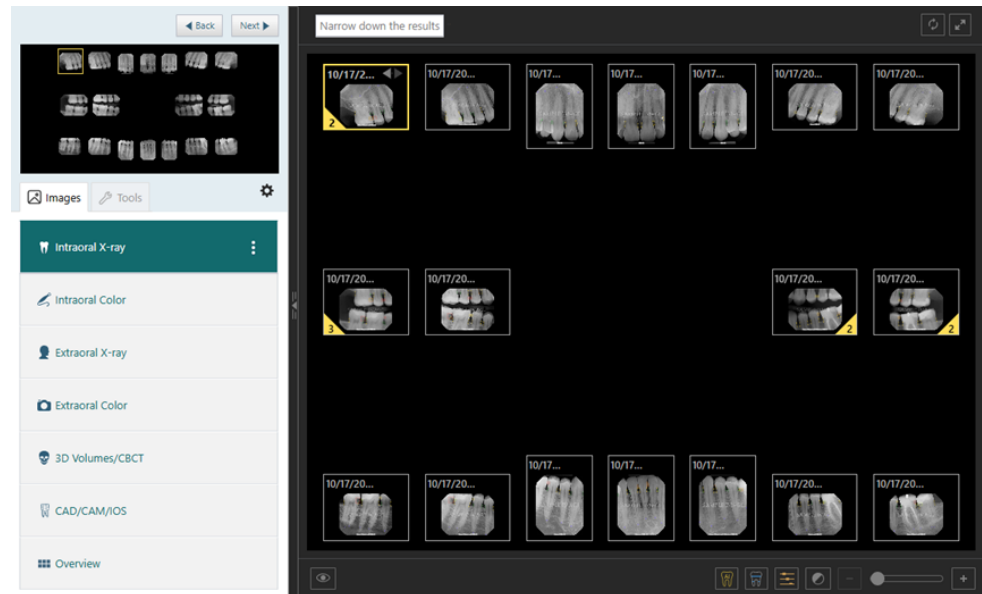 Back
Next
Narrow down the results
Images
Tools
Intraoral X-ray
Intraoral Color
Extraoral X-ray
Extraoral Color
3D Volumes/CBCT
CAD/CAM/IOS
Overview
10/17/2...
10/17/20...
10/17...
10/17...
10/17...
10/17/20...
10/17/20...
2
10/17/20...
10/17/20...
10/17/20...
10/17/20...
3
2
2
10/17/20...
10/17/20...
10/17...
10/17...
10/17...
10/17/20...
10/17/20...